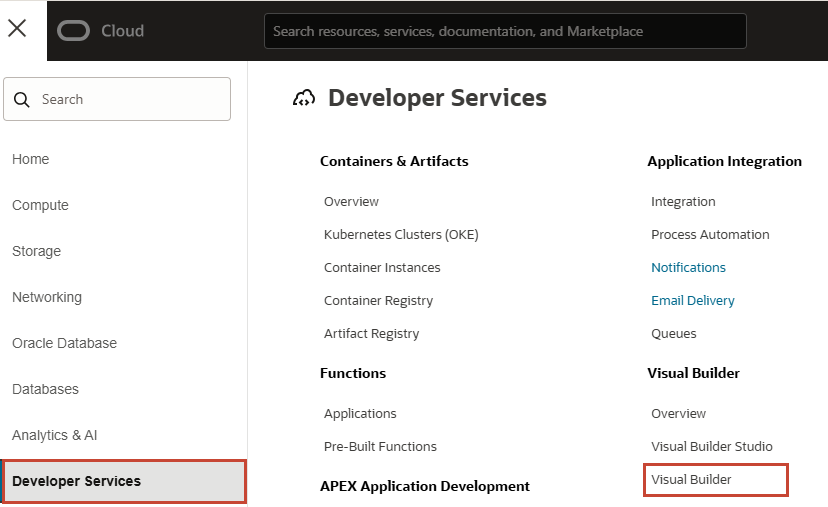 Cloud
Search resources, services, documentation, and Marketplace
Search
Home
Compute
Storage
Networking
Oracle Database
Databases
Analytics & AI
Developer Services
Developer Services
Containers & Artifacts
Overview
Kubernetes Clusters (OKE)
Container Instances
Container Registry
Artifact Registry
Functions
Applications
Pre-Built Functions
APEX Application Development
Application Integration
Integration
Process Automation
Notifications
Email Delivery
Queues
Visual Builder
Overview
Visual Builder Studio
Visual Builder